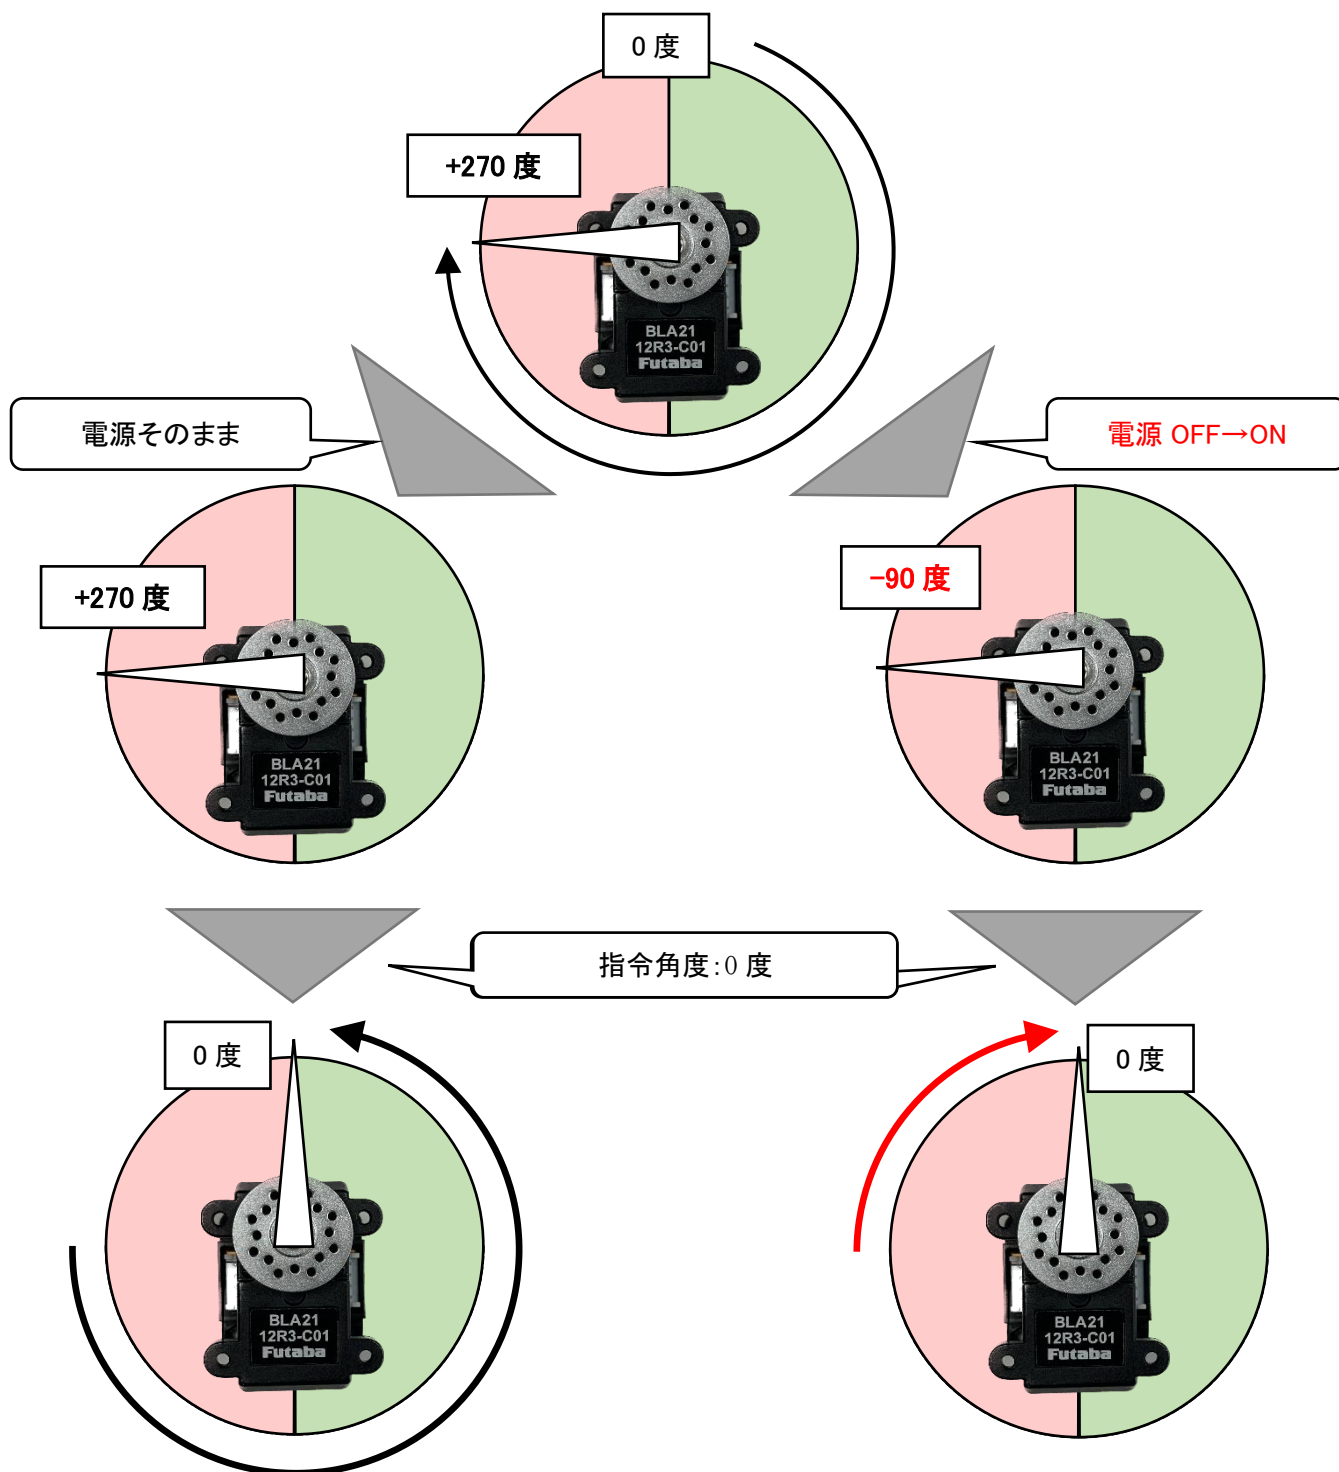 0 度
+270 度
BLA21
12R3-C01
Futaba
電源そのまま
電源 OFF→ON
+270 度
BLA21
12R3-C01
Futaba
−90 度
BLA21
12R3-C01
Futaba
指令角度：0 度
0 度
BLA21
12R3-C01
Futaba
0 度
BLA21
12R3-C01
Futaba